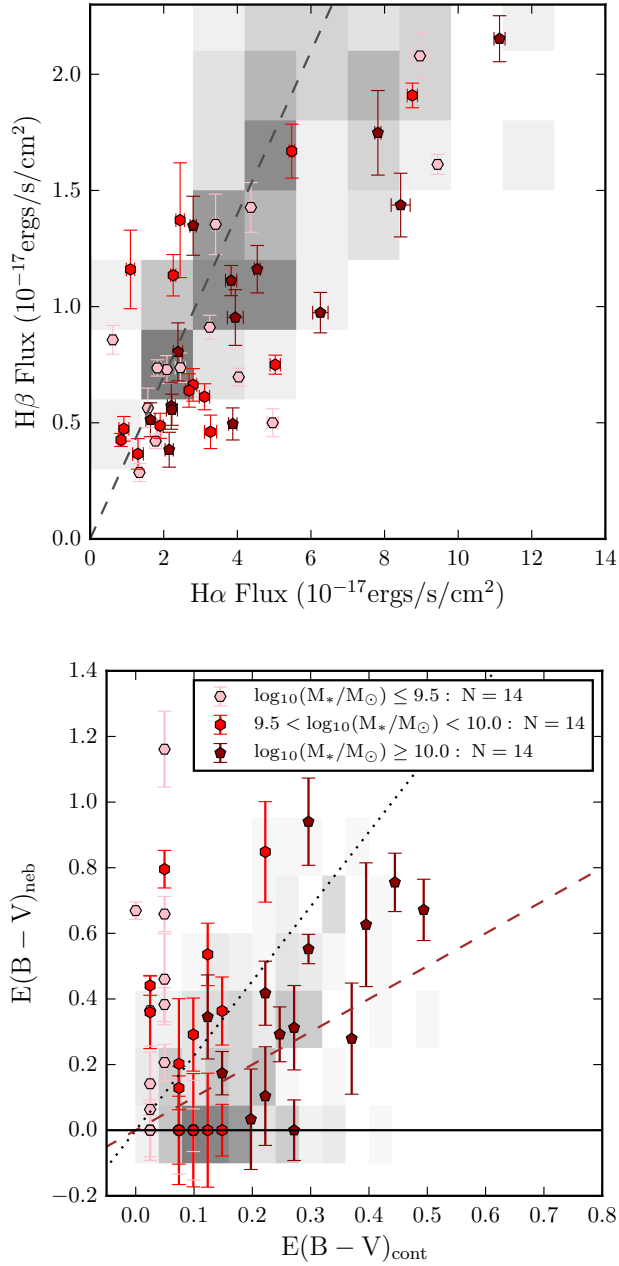 2.0
1.5
1.0
0.5
0.0
Hβ Flux (10⁻¹⁷ergs/s/cm²)
0 2 4 6 8 10 12 14
Hα Flux (10⁻¹⁷ergs/s/cm²)
1.4
1.2
1.0
0.8
0.6
0.4
0.2
0.0
−0.2
E(B − V)ₙₑb
log₁₀(M∗/M⊙) ≤ 9.5 : N = 14
9.5 < log₁₀(M∗/M⊙) < 10.0 : N = 14
log₁₀(M∗/M⊙) ≥ 10.0 : N = 14
0.0 0.1 0.2 0.3 0.4 0.5 0.6 0.7 0.8
E(B − V)cont